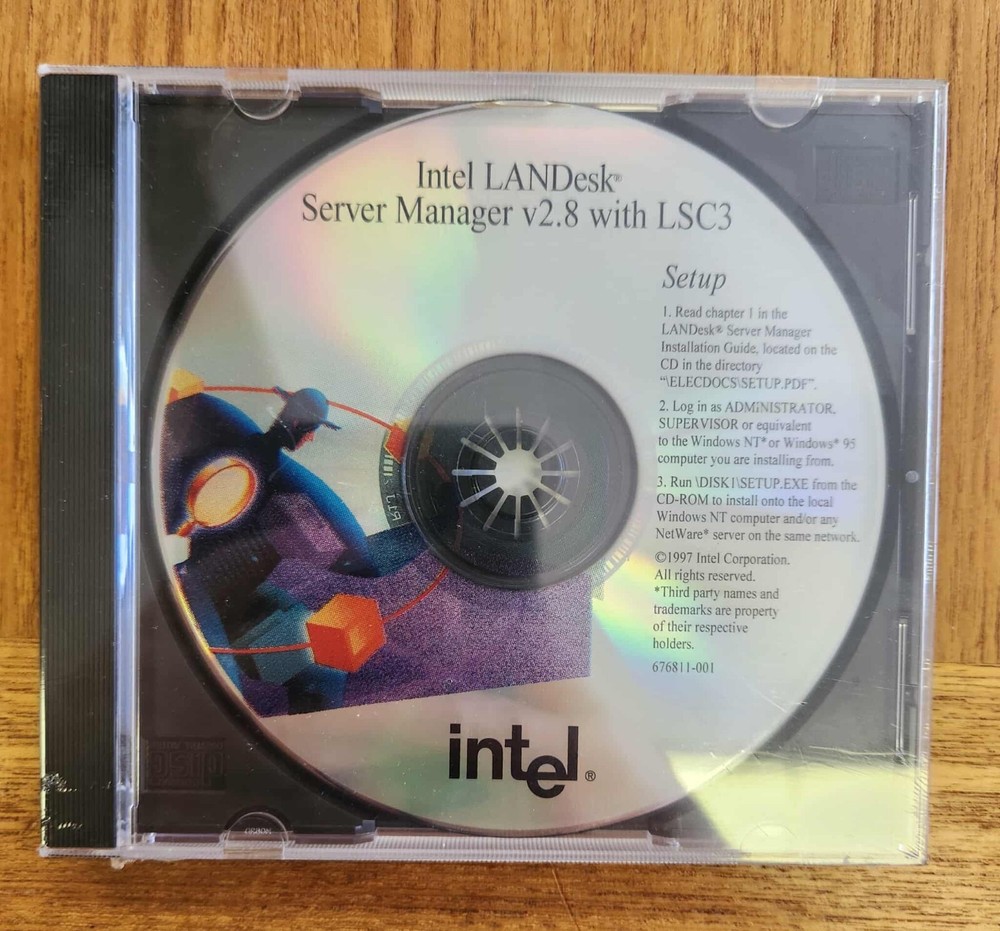 Intel LANDesk®
Server Manager v2.8 with LSC3
Setup
1. Read chapter 1 in the
LANDesk® Server Manager
Installation Guide, located on the
CD in the directory
“\ELECDOCS\SETUP.PDF”.
2. Log in as ADMINISTRATOR,
SUPERVISOR or equivalent
to the Windows NT* or Windows* 95
computer you are installing from.
3. Run \DISK1\SETUP.EXE from the
CD-ROM to install onto the local
Windows NT computer and/or any
NetWare* server on the same network.
©1997 Intel Corporation.
All rights reserved.
*Third party names and
trademarks are property
of their respective
holders.
676811-001
intel®